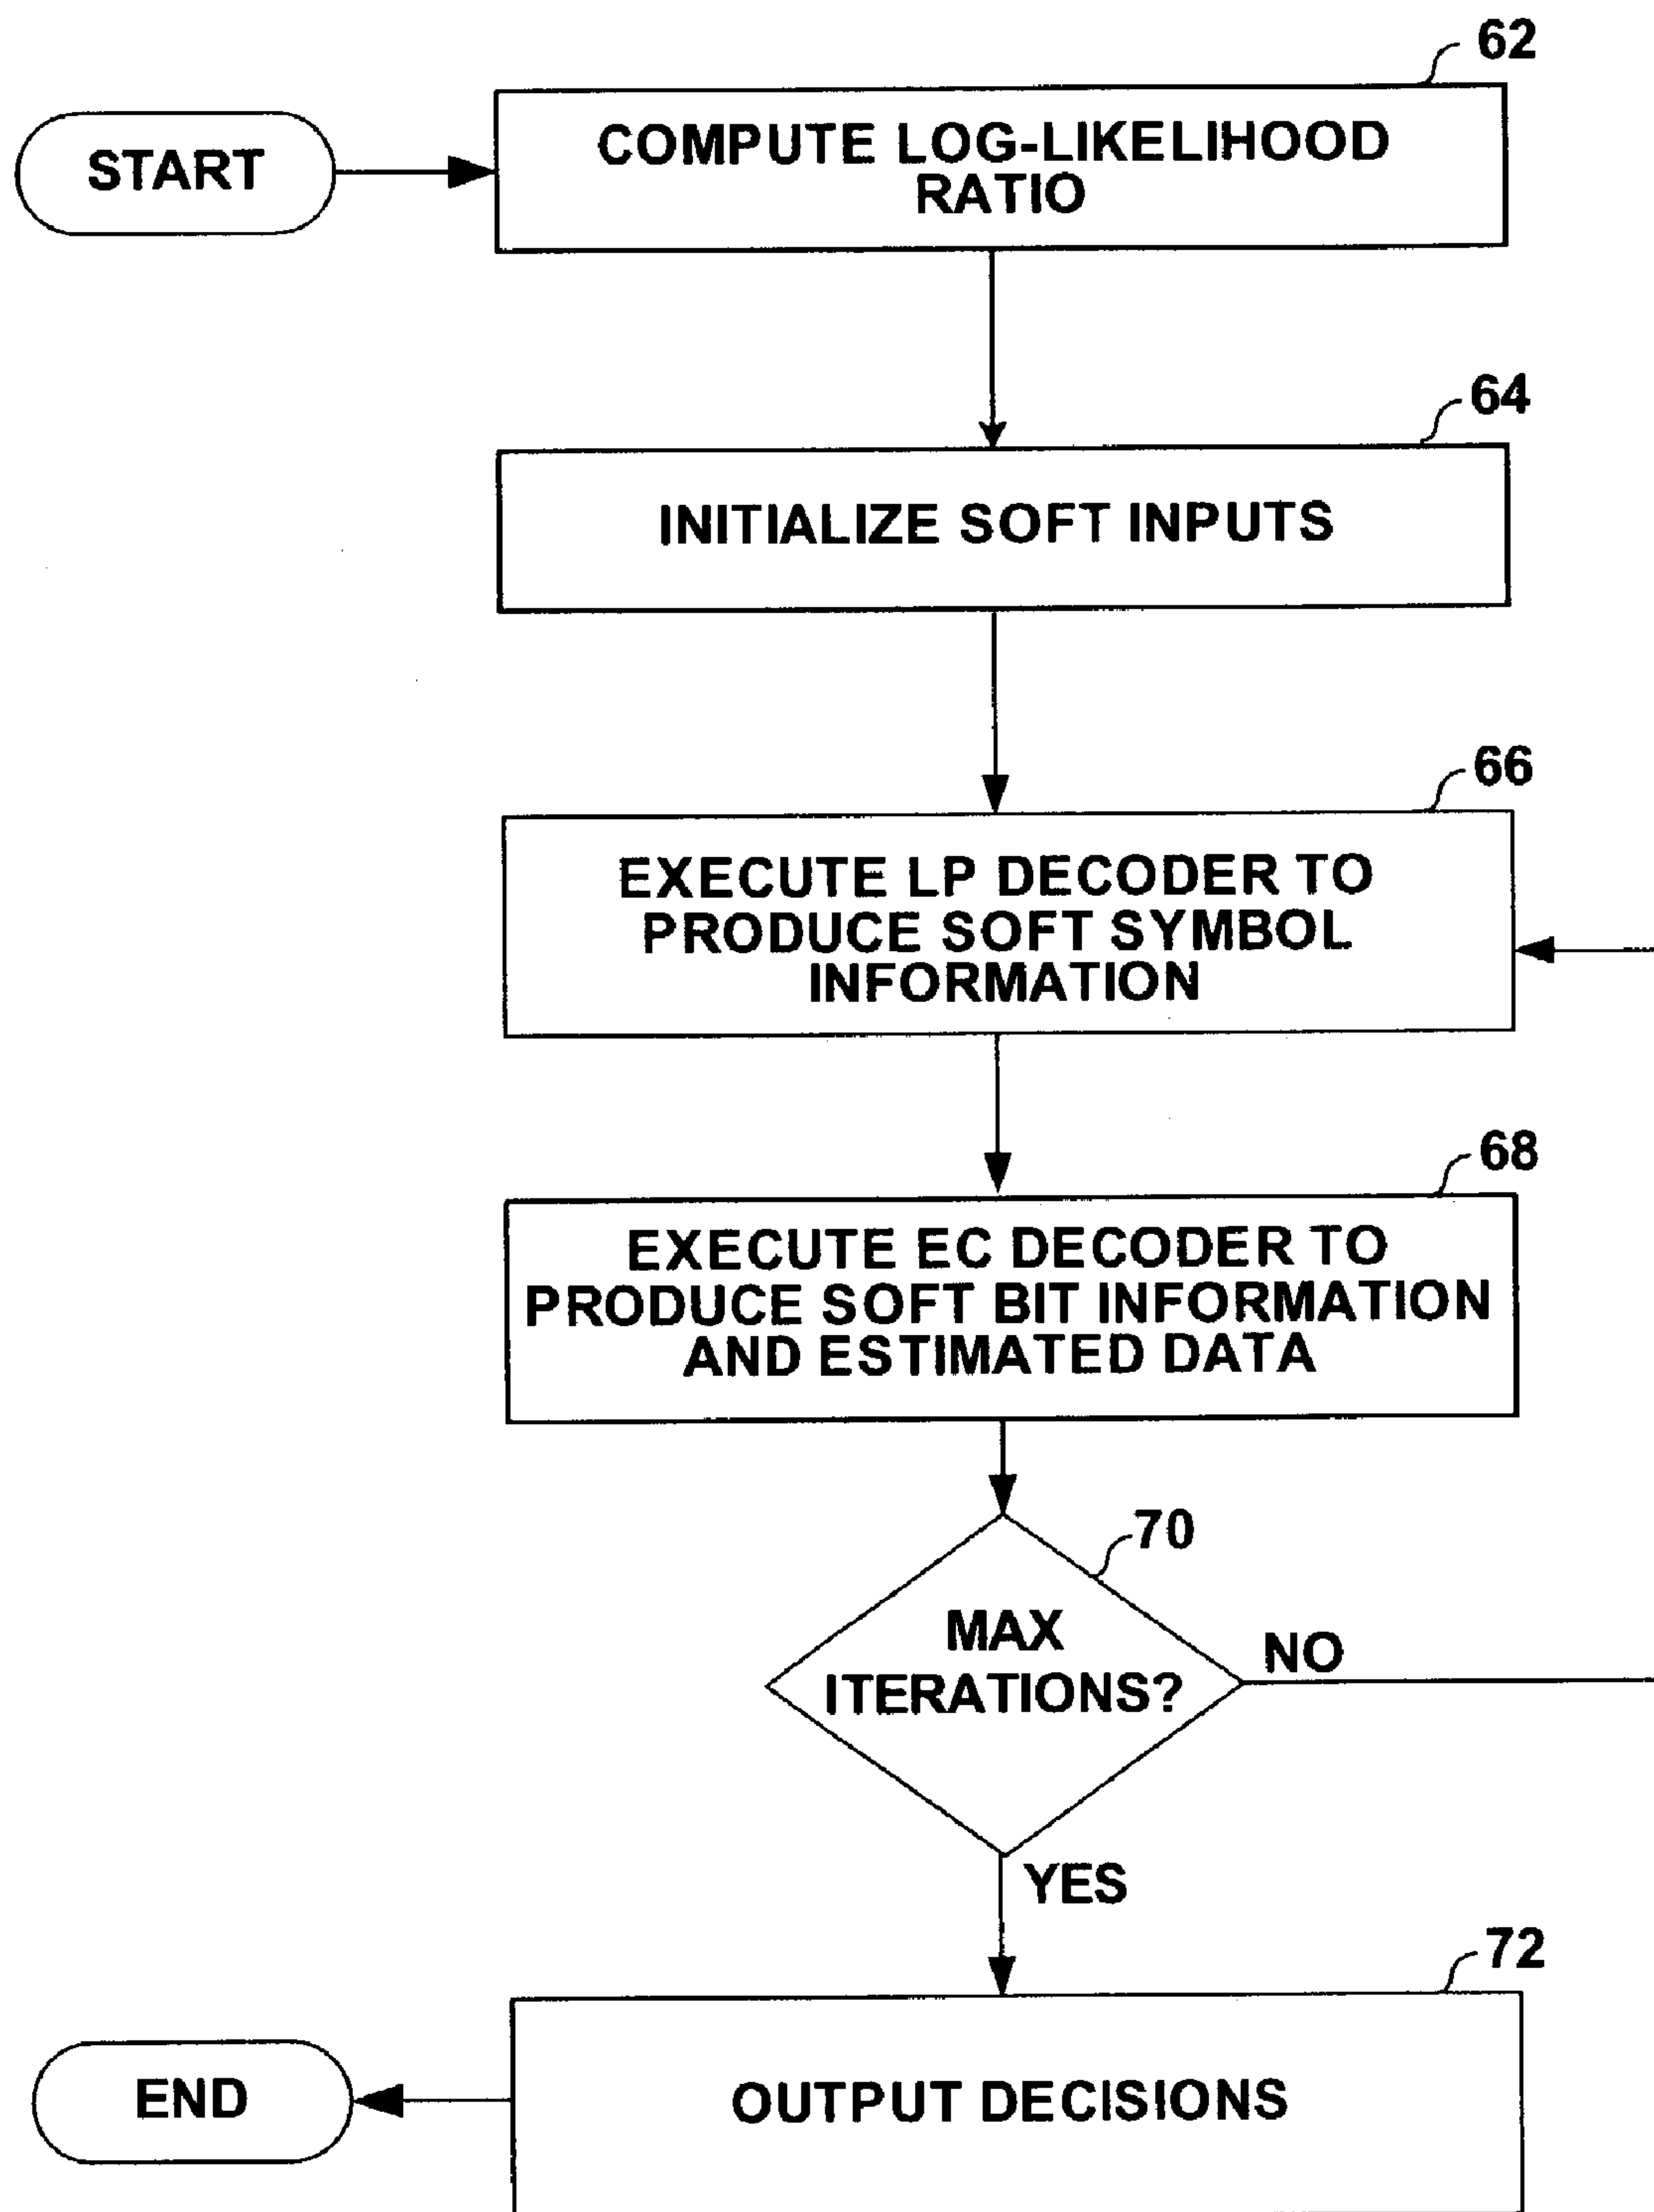 62
START
COMPUTE LOG-LIKELIHOOD
RATIO
64
INITIALIZE SOFT INPUTS
66
EXECUTE LP DECODER TO
PRODUCE SOFT SYMBOL
INFORMATION
68
EXECUTE EC DECODER TO
PRODUCE SOFT BIT INFORMATION
AND ESTIMATED DATA
70
MAX
ITERATIONS?
NO
YES
72
END
OUTPUT DECISIONS